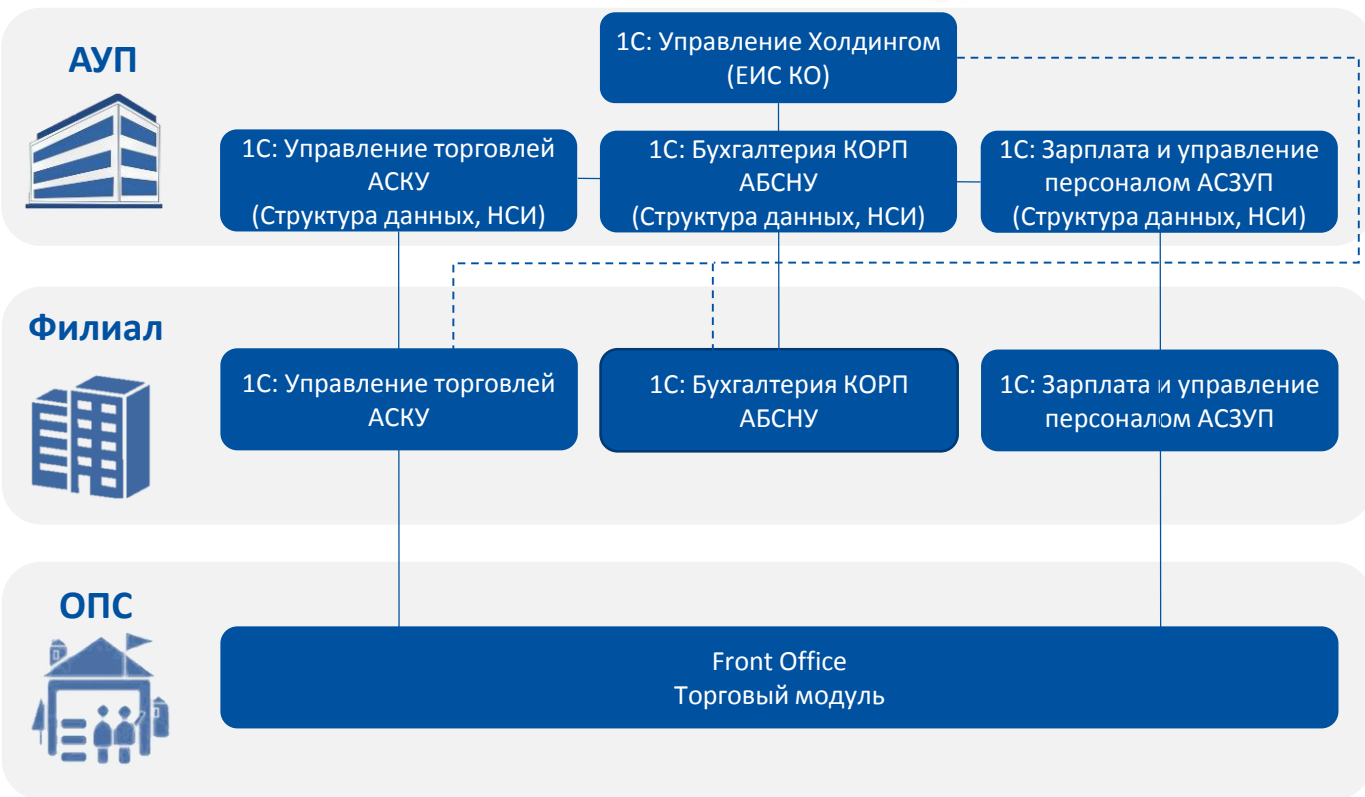 АУП
1С: Управление Холдингом
(ЕИС КО)
1С: Управление торговлей
АСКУ
(Структура данных, НСИ)
1С: Бухгалтерия КОРП
АБСНУ
(Структура данных, НСИ)
1С: Зарплата и управление
персоналом АСЗУП
(Структура данных, НСИ)
Филиал
1С: Управление торговлей
АСКУ
1С: Бухгалтерия КОРП
АБСНУ
1С: Зарплата и управление
персоналом АСЗУП
ОПС
Front Office
Торговый модуль